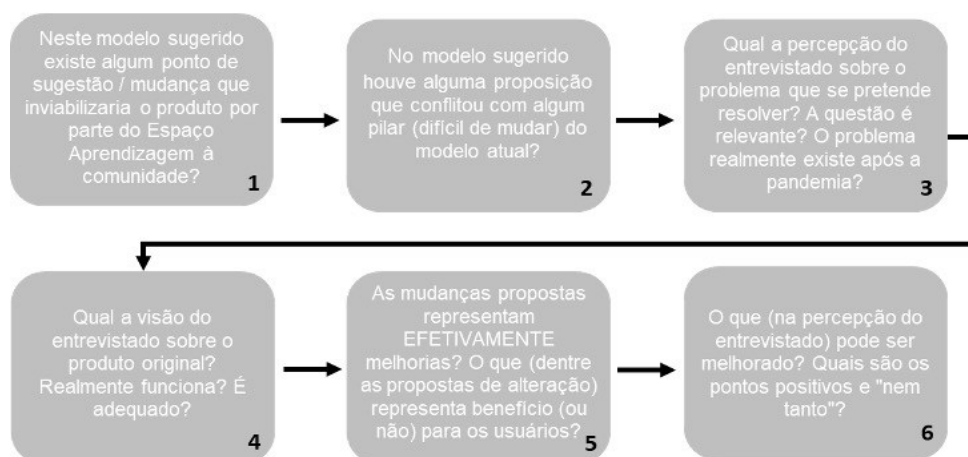 Neste modelo sugerido
existe algum ponto de
sugestão / mudança que
inviabilizaria o produto por
parte do Espaço
Aprendizagem à
comunidade?
1
No modelo sugerido
houve alguma proposição
que conflitou com algum
pilar (difícil de mudar) do
modelo atual?
2
Qual a percepção do
entrevistado sobre o
problema que se pretende
resolver? A questão é
relevante? O problema
realmente existe após a
pandemia?
3
Qual a visão do
entrevistado sobre o
produto original?
Realmente funciona? É
adequado?
4
As mudanças propostas
representam
EFETIVAMENTE
melhorias? O que (dentre
as propostas de alteração)
representa benefício (ou
não) para os usuários?
5
O que (na percepção do
entrevistado) pode ser
melhorado? Quais são os
pontos positivos e "nem
tanto"?
6